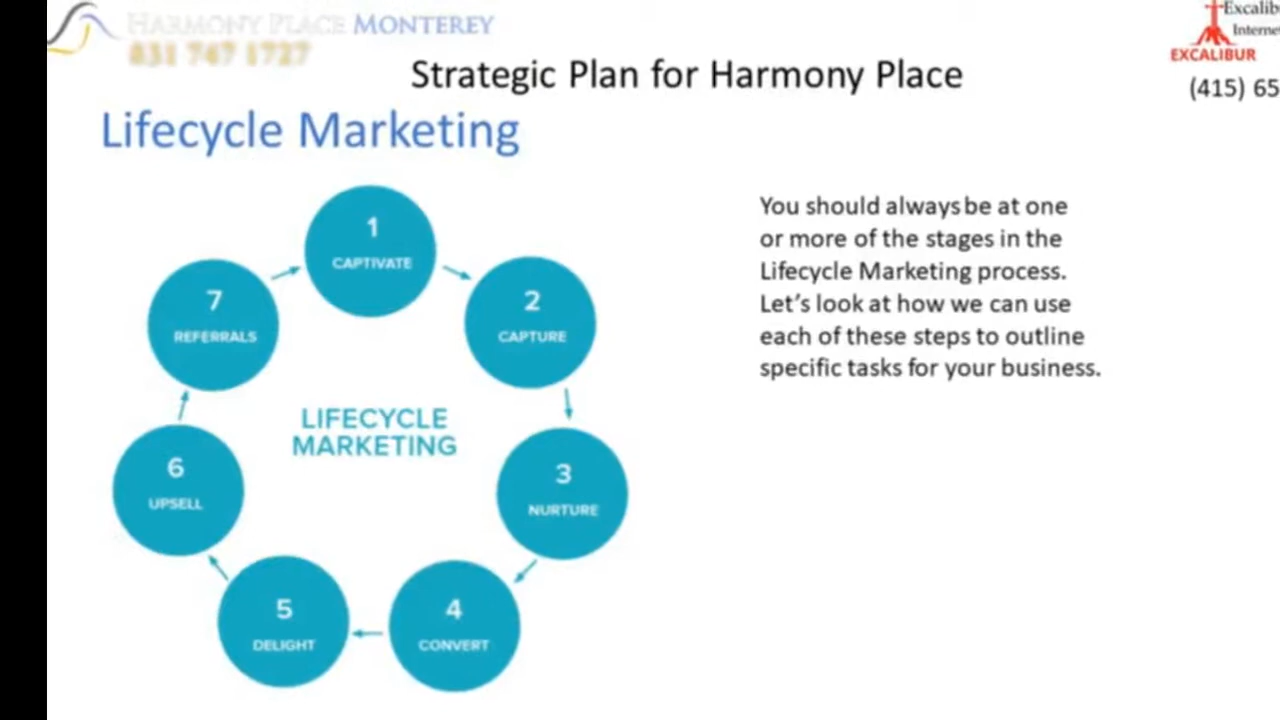 HARMONY PLACE MONTEREY
831 747 1727
Excalib
Interne
EXCALIBUR
(415) 65
Strategic Plan for Harmony Place
Lifecycle Marketing
1
CAPTIVATE
2
CAPTURE
3
NURTURE
4
CONVERT
5
DELIGHT
6
UPSELL
7
REFERRALS
LIFECYCLE
MARKETING
You should always be at one
or more of the stages in the
Lifecycle Marketing process.
Let's look at how we can use
each of these steps to outline
specific tasks for your business.